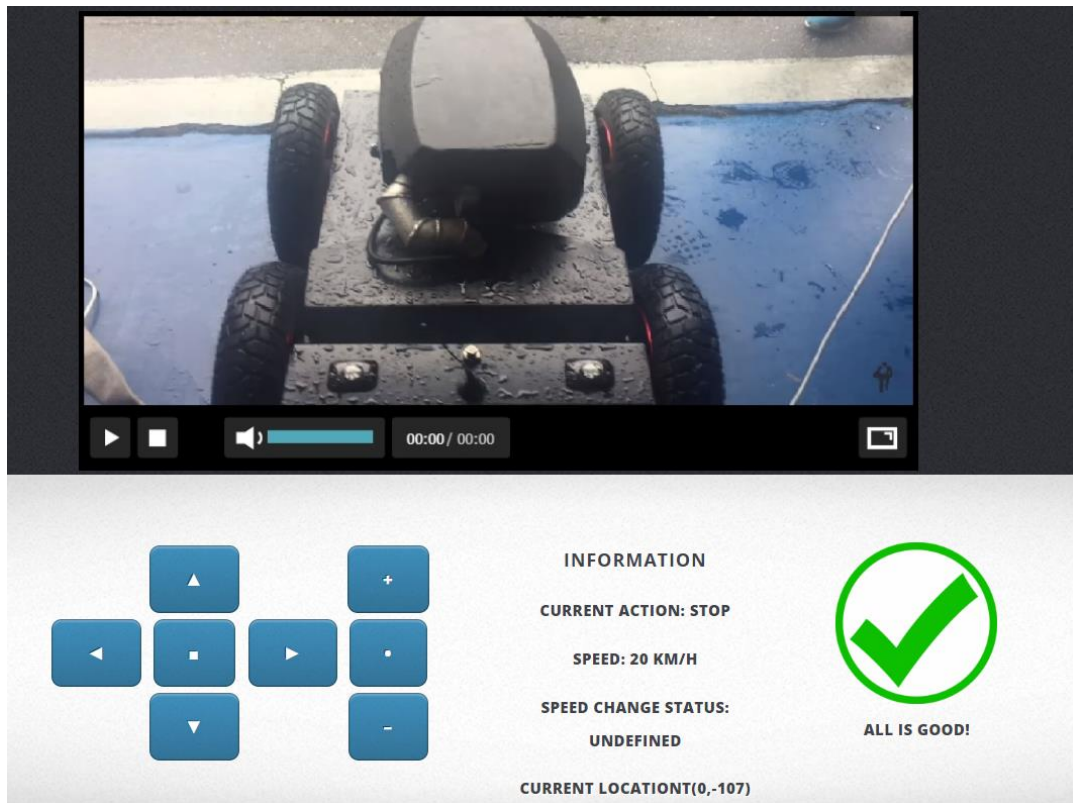 00:00 / 00:00
INFORMATION
CURRENT ACTION: STOP
SPEED: 20 KM/H
SPEED CHANGE STATUS:
UNDEFINED
CURRENT LOCATIONT(0,-107)
ALL IS GOOD!